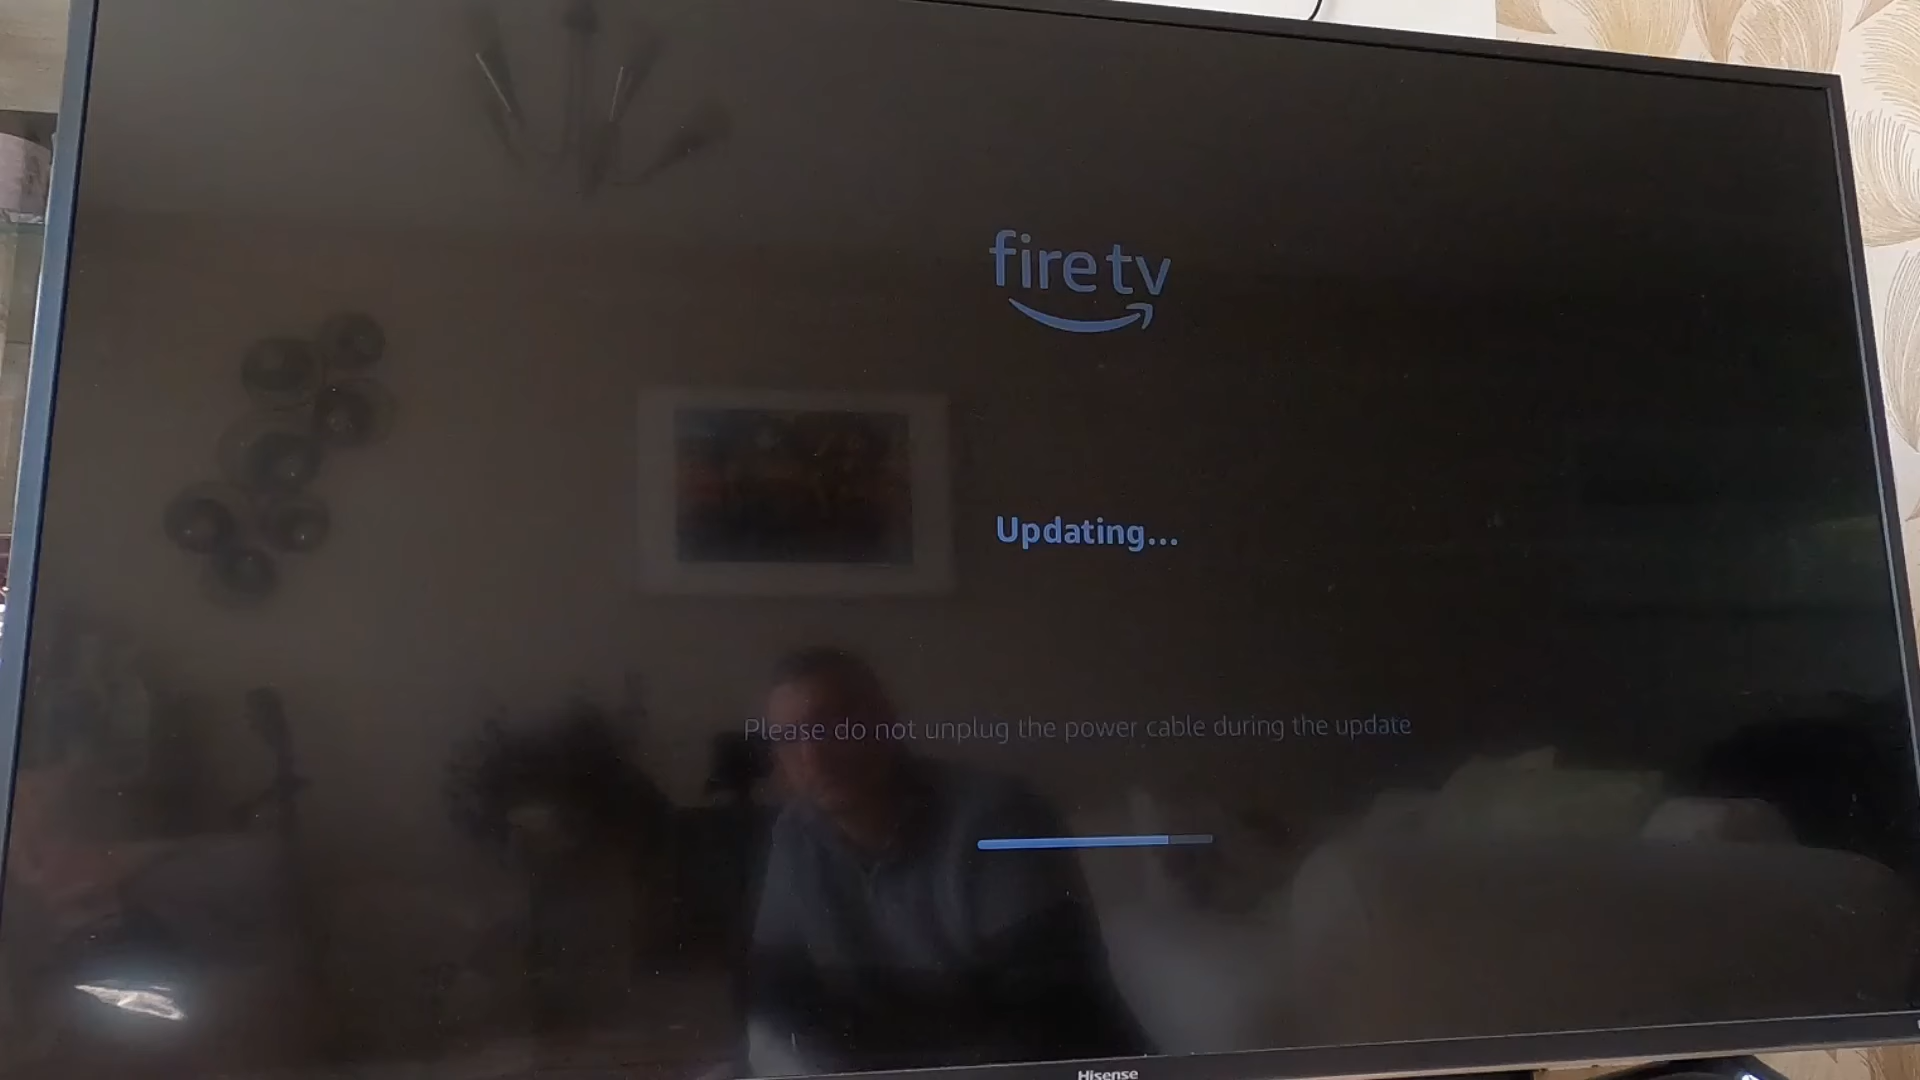 fire tv
Updating...
Please do not unplug the power cable during the update
Hisense